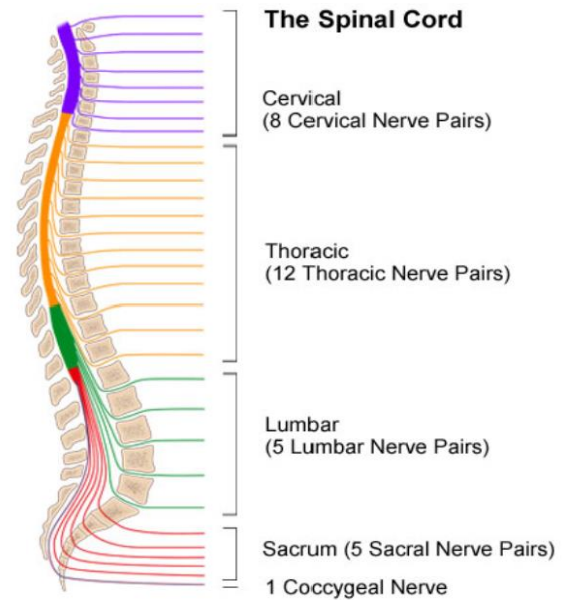 The Spinal Cord
Cervical
(8 Cervical Nerve Pairs)
Thoracic
(12 Thoracic Nerve Pairs)
Lumbar
(5 Lumbar Nerve Pairs)
Sacrum (5 Sacral Nerve Pairs)
1 Coccygeal Nerve